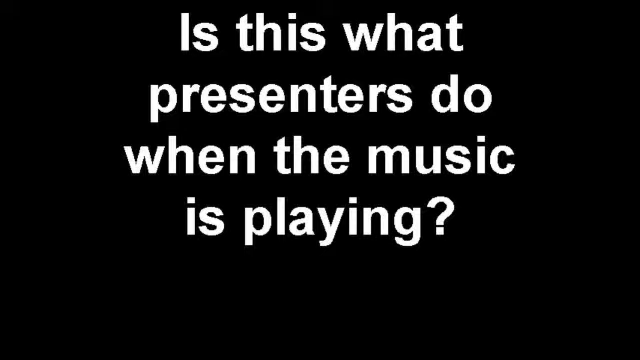 Is this what
presenters do
when the music
is playing?